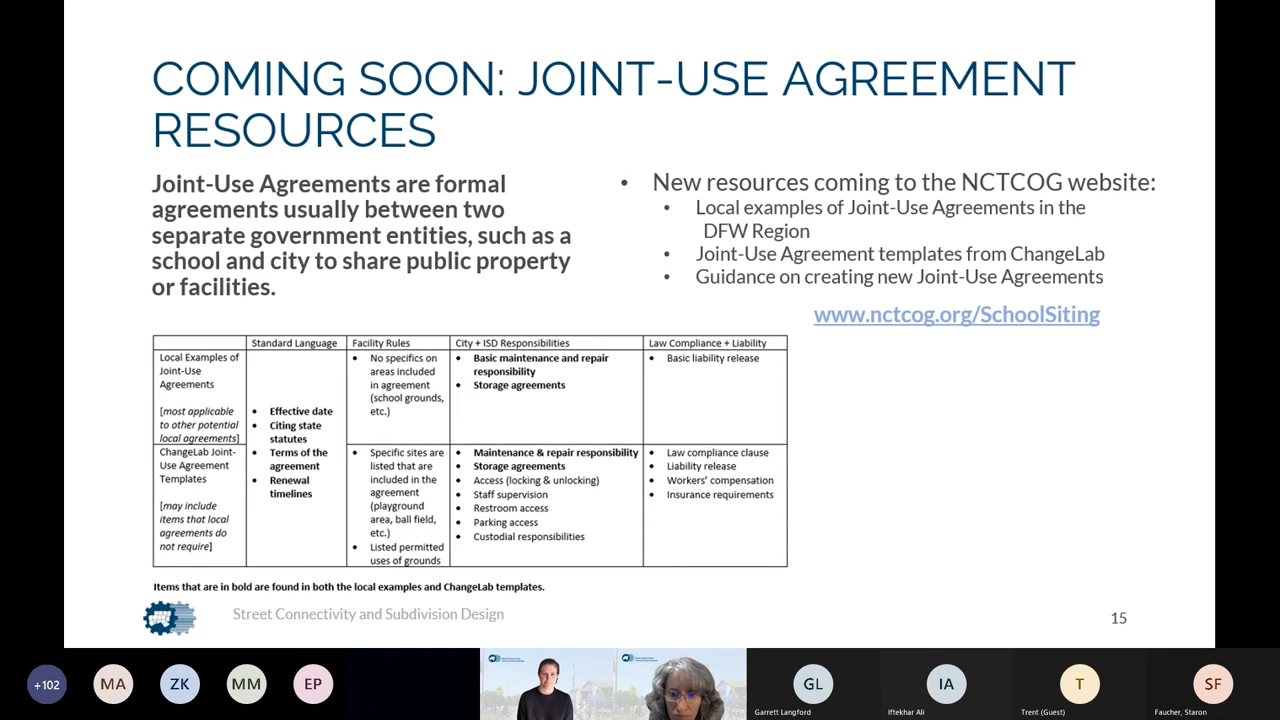 COMING SOON: JOINT-USE AGREEMENT
RESOURCES
Joint-Use Agreements are formal
agreements usually between two
separate government entities, such as a
school and city to share public property
or facilities.
• New resources coming to the NCTCOG website:
• Local examples of Joint-Use Agreements in the
DFW Region
• Joint-Use Agreement templates from ChangeLab
• Guidance on creating new Joint-Use Agreements
www.nctcog.org/SchoolSiting
Standard Language
Facility Rules
City + ISD Responsibilities
Law Compliance + Liability
Local Examples of
Joint-Use
Agreements
[most applicable
to other potential
local agreements]
• Effective date
• Citing state
statutes
• Terms of the
agreement
• Renewal
timelines
• No specifics on
areas included
in agreement
(school grounds,
etc.)
• Basic maintenance and repair
responsibility
• Storage agreements
• Basic liability release
ChangeLab Joint-
Use Agreement
Templates
[may include
items that local
agreements do
not require]
• Specific sites are
listed that are
included in the
agreement
(playground
area, ball field,
etc.)
• Listed permitted
uses of grounds
• Maintenance & repair responsibility
• Storage agreements
• Access (locking & unlocking)
• Staff supervision
• Restroom access
• Parking access
• Custodial responsibilities
• Law compliance clause
• Liability release
• Workers' compensation
• Insurance requirements
Items that are in bold are found in both the local examples and ChangeLab templates.
Street Connectivity and Subdivision Design
15
+102
MA
ZK
MM
EP
GL
Garrett Langford
IA
Iftekhar Ali
T
Trent (Guest)
SF
Faucher, Staron